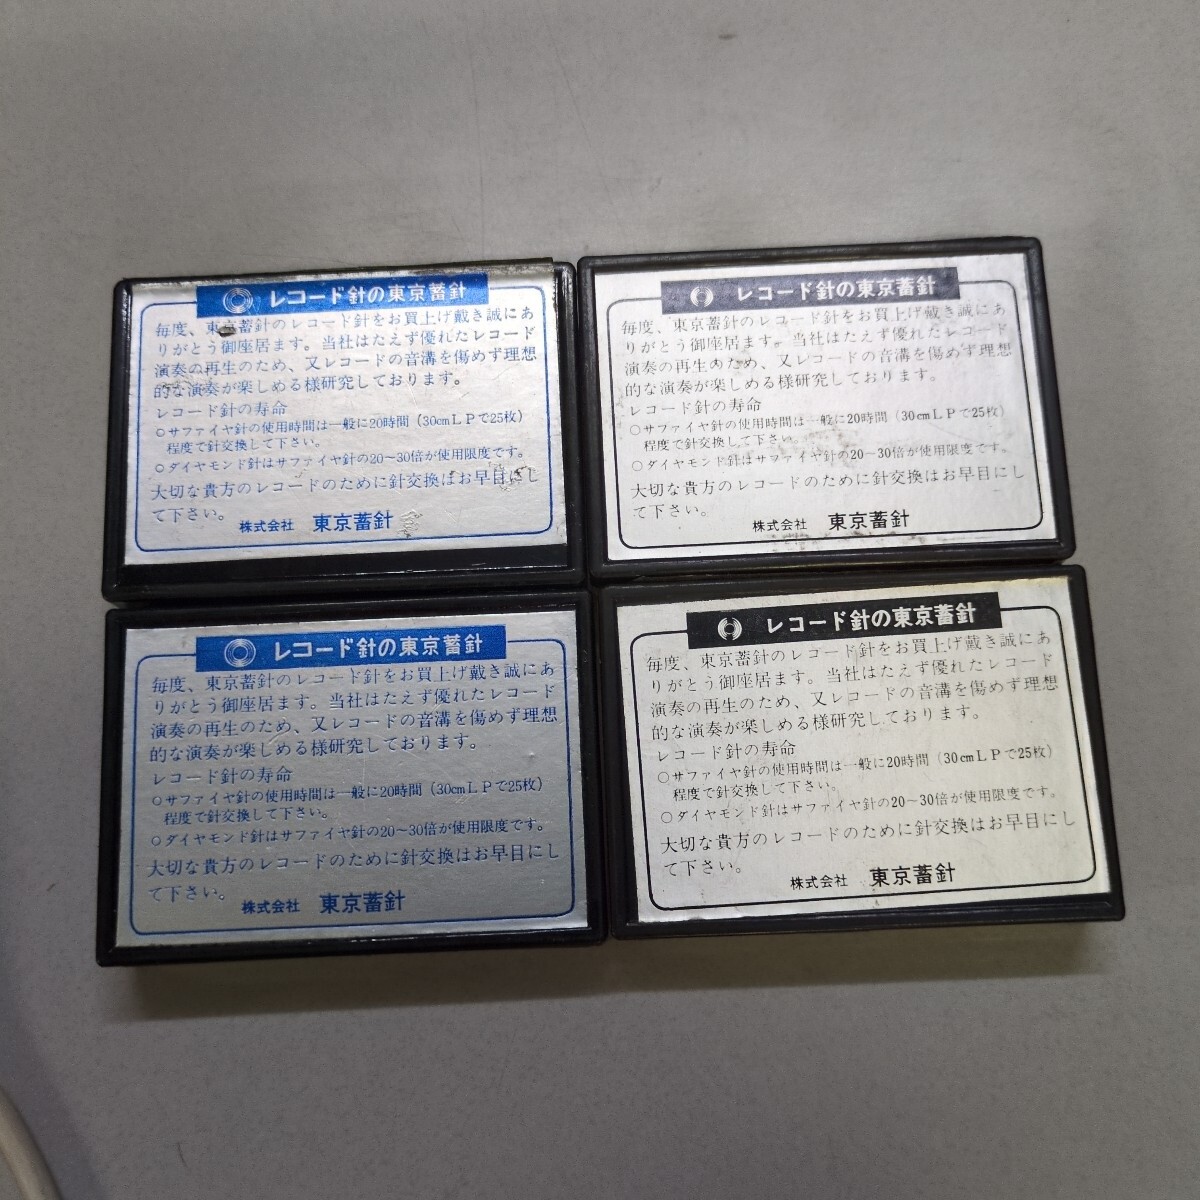 レコード針の東京蓄針
毎度、東京蓄針のレコード針をお買上げ戴き誠にあ
りがとう御座居ます。当社はたえず優れたレコード
演奏の再生のため、又レコードの音溝を傷めず理想
的な演奏が楽しめる様研究しております。
レコード針の寿命
○サファイヤ針の使用時間は一般に20時間（30cmＬＰで25枚）
程度で針交換して下さい。
○ダイヤモンド針はサファイヤ針の20～30倍が使用限度です。
大切な貴方のレコードのために針交換はお早目にし
て下さい。
株式会社 東京蓄針
レコード針の東京蓄針
毎度、東京蓄針のレコード針をお買上げ戴き誠にあ
りがとう御座居ます。当社はたえず優れたレコード
演奏の再生のため、又レコードの音溝を傷めず理想
的な演奏が楽しめる様研究しております。
レコード針の寿命
○サファイヤ針の使用時間は一般に20時間（30cmＬＰで25枚）
程度で針交換して下さい。
○ダイヤモンド針はサファイヤ針の20～30倍が使用限度です。
大切な貴方のレコードのために針交換はお早目にし
て下さい。
株式会社 東京蓄針
レコード針の東京蓄針
毎度、東京蓄針のレコード針をお買上げ戴き誠にあ
りがとう御座居ます。当社はたえず優れたレコード
演奏の再生のため、又レコードの音溝を傷めず理想
的な演奏が楽しめる様研究しております。
レコード針の寿命
○サファイヤ針の使用時間は一般に20時間（30cmＬＰで25枚）
程度で針交換して下さい。
○ダイヤモンド針はサファイヤ針の20～30倍が使用限度です。
大切な貴方のレコードのために針交換はお早目にし
て下さい。
株式会社 東京蓄針
レコード針の東京蓄針
毎度、東京蓄針のレコード針をお買上げ戴き誠にあ
りがとう御座居ます。当社はたえず優れたレコード
演奏の再生のため、又レコードの音溝を傷めず理想
的な演奏が楽しめる様研究しております。
レコード針の寿命
○サファイヤ針の使用時間は一般に20時間（30cmＬＰで25枚）
程度で針交換して下さい。
○ダイヤモンド針はサファイヤ針の20～30倍が使用限度です。
大切な貴方のレコードのために針交換はお早目にし
て下さい。
株式会社 東京蓄針